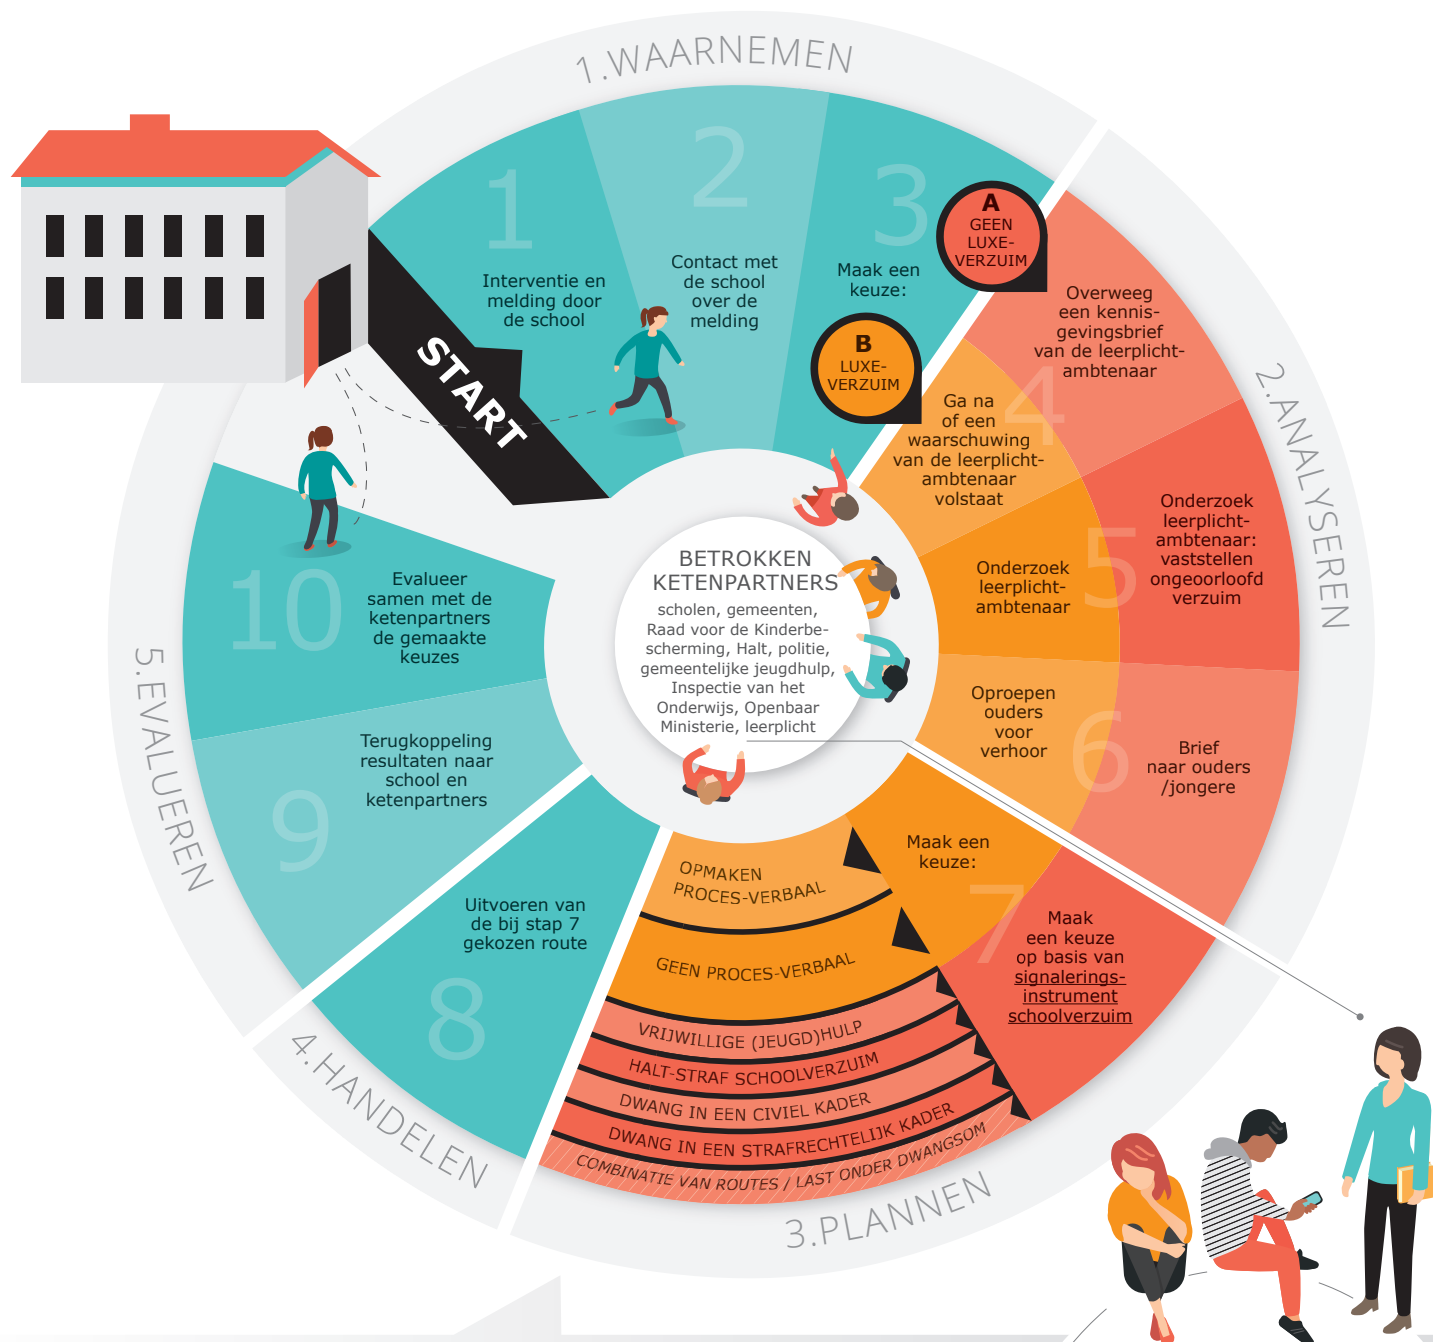 1.WAARNEMEN
START
1
Interventie en
melding door
de school
2
Contact met
de school
over de
melding
3
Maak een
keuze:
A
GEEN
LUXE-
VERZUIM
B
LUXE-
VERZUIM
2.ANALYSEREN
4
Overweeg
een kennis-
gevingsbrief
van de leerplicht-
ambtenaar
Ga na
of een
waarschuwing
van de leerplicht-
ambtenaar
volstaat
5
Onderzoek
leerplicht-
ambtenaar:
vaststellen
ongeoorloofd
verzuim
Onderzoek
leerplicht-
ambtenaar
6
Oproepen
ouders
voor
verhoor
Brief
naar ouders
/jongere
3.PLANNEN
7
Maak een
keuze:
Maak
een keuze
op basis van
signalerings-
instrument
schoolverzuim
OPMAKEN
PROCES-VERBAAL
GEEN PROCES-VERBAAL
VRIJWILLIGE (JEUGD)HULP
HALT-STRAF SCHOOLVERZUIM
DWANG IN EEN CIVIEL KADER
DWANG IN EEN STRAFRECHTELIJK KADER
COMBINATIE VAN ROUTES / LAST ONDER DWANGSOM
4.HANDELEN
8
Uitvoeren van
de bij stap 7
gekozen route
5.EVALUEREN
9
Terugkoppeling
resultaten naar
school en
ketenpartners
10
Evalueer
samen met de
ketenpartners
de gemaakte
keuzes
BETROKKEN
KETENPARTNERS
scholen, gemeenten,
Raad voor de Kinderbe-
scherming, Halt, politie,
gemeentelijke jeugdhulp,
Inspectie van het
Onderwijs, Openbaar
Ministerie, leerplicht